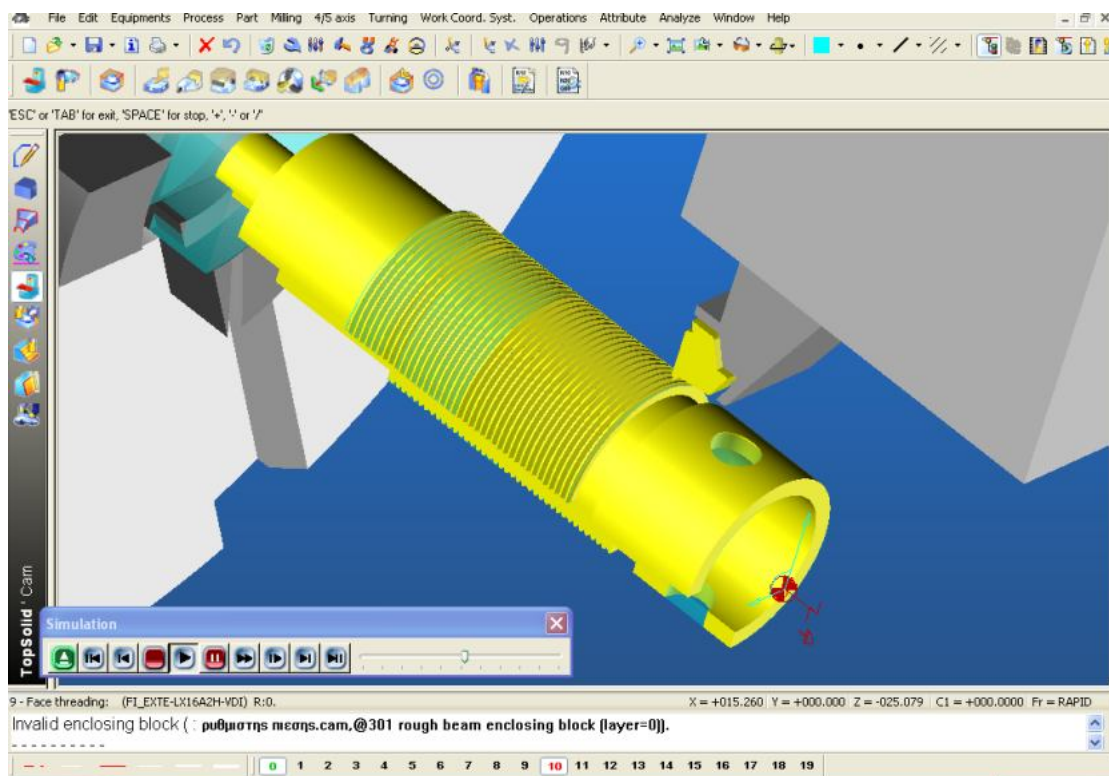 File Edit Equipments Process Part Milling 4/5 axis Turning Work Coord. Syst. Operations Attribute Analyze Window Help
'ESC' or 'TAB' for exit, 'SPACE' for stop, '+', '-' or '/'
TopSolid'Cam
Simulation
9 - Face threading: (FI_EXTE-LX16A2H-VDI) R:0.
X = +015.260 Y = +000.000 Z = -025.079 C1 = +000.0000 Fr = RAPID
Invalid enclosing block ( : ρυθμιστης πιεσης.cam,@301 rough beam enclosing block (layer=0)).
- - - - - - - - - -
0 1 2 3 4 5 6 7 8 9 10 11 12 13 14 15 16 17 18 19